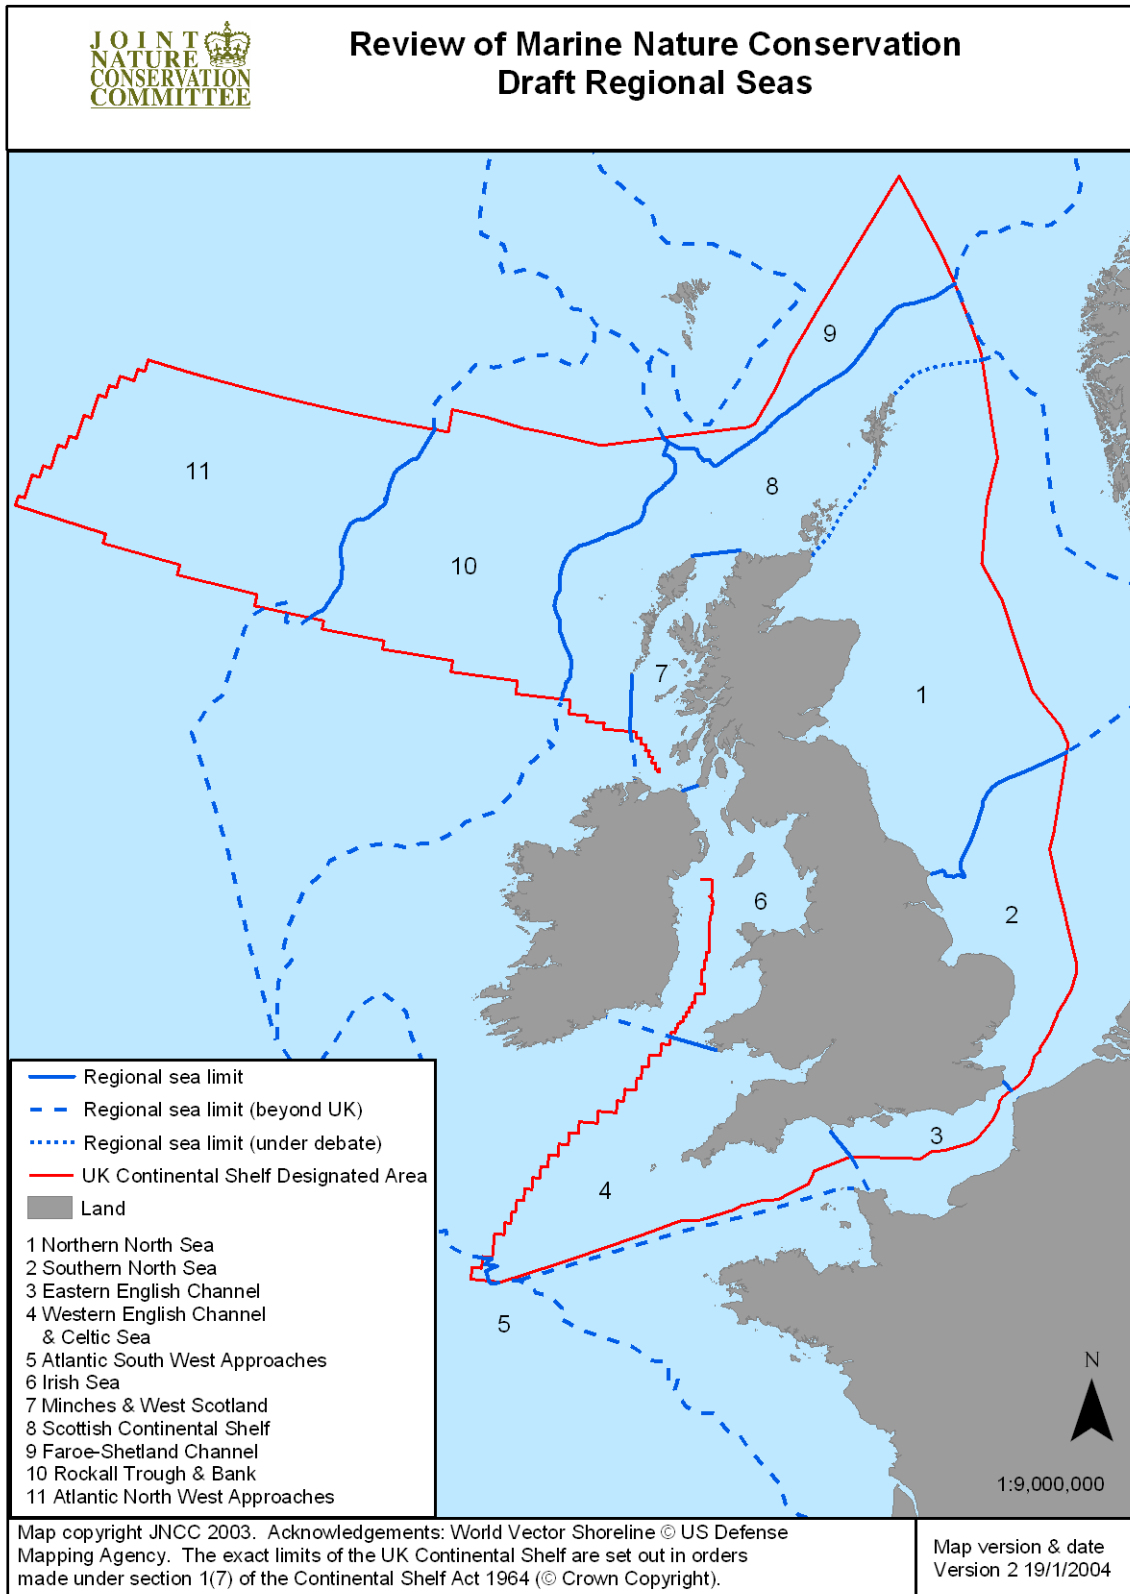 JOINT
NATURE
CONSERVATION
COMMITTEE
Review of Marine Nature Conservation
Draft Regional Seas
9
11
8
10
7
1
6
2
3
4
5
Regional sea limit
Regional sea limit (beyond UK)
Regional sea limit (under debate)
UK Continental Shelf Designated Area
Land
1 Northern North Sea
2 Southern North Sea
3 Eastern English Channel
4 Western English Channel
& Celtic Sea
5 Atlantic South West Approaches
6 Irish Sea
7 Minches & West Scotland
8 Scottish Continental Shelf
9 Faroe-Shetland Channel
10 Rockall Trough & Bank
11 Atlantic North West Approaches
N
1:9,000,000
Map copyright JNCC 2003. Acknowledgements: World Vector Shoreline © US Defense
Mapping Agency. The exact limits of the UK Continental Shelf are set out in orders
made under section 1(7) of the Continental Shelf Act 1964 (© Crown Copyright).
Map version & date
Version 2 19/1/2004